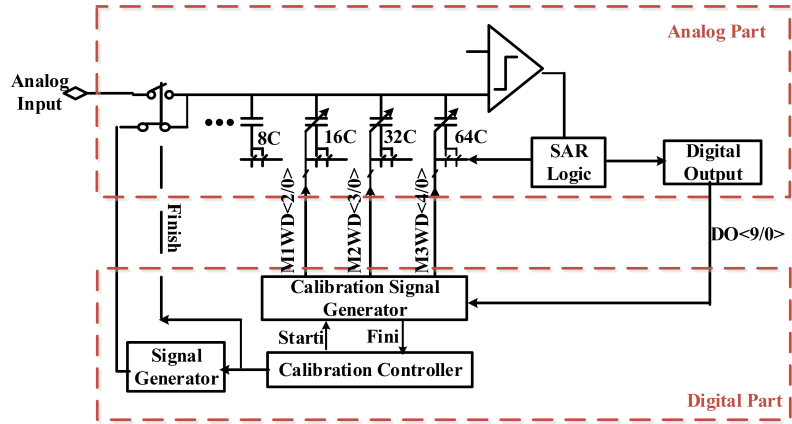 Analog Part
Analog
Input
8C
16C
32C
64C
SAR
Logic
Digital
Output
Finish
M1WD<2/0>
M2WD<3/0>
M3WD<4/0>
DO<9/0>
Calibration Signal
Generator
Starti
Fini
Signal
Generator
Calibration Controller
Digital Part